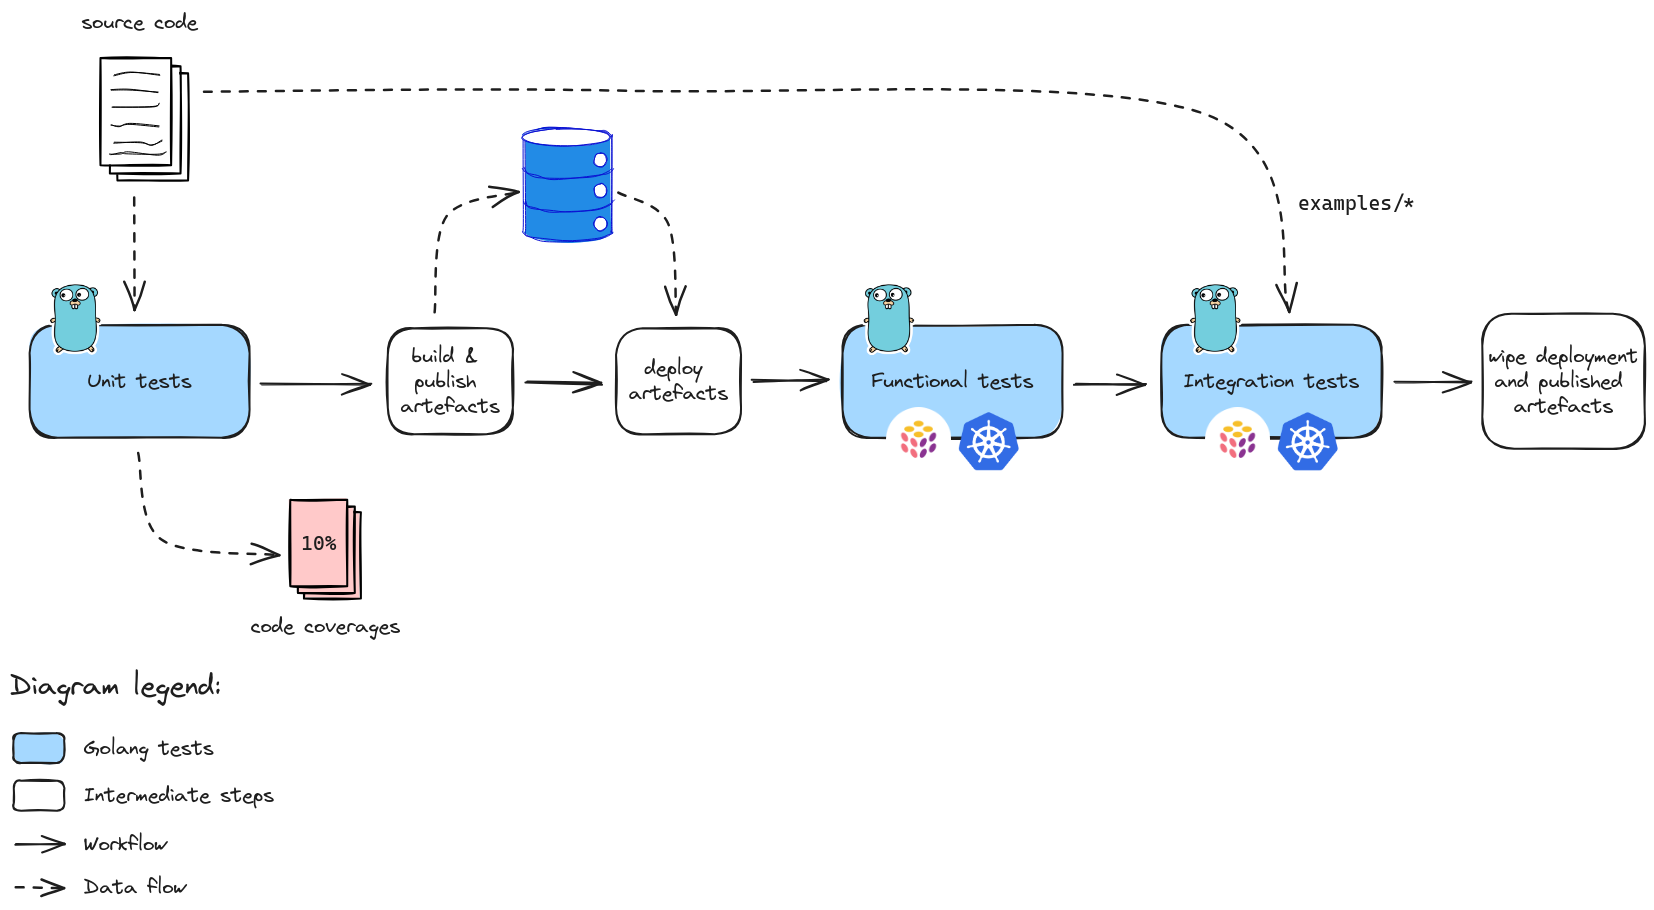 source code
examples/*
Unit tests
build &
publish
artefacts
deploy
artefacts
Functional tests
Integration tests
wipe deployment
and published
artefacts
10%
code coverages
Diagram legend:
Golang tests
Intermediate steps
Workflow
Data flow